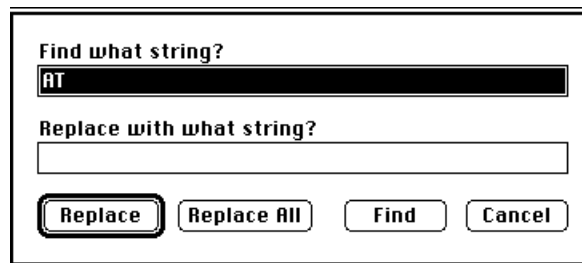 Find what string?
AT
Replace with what string?
Replace Replace All Find Cancel